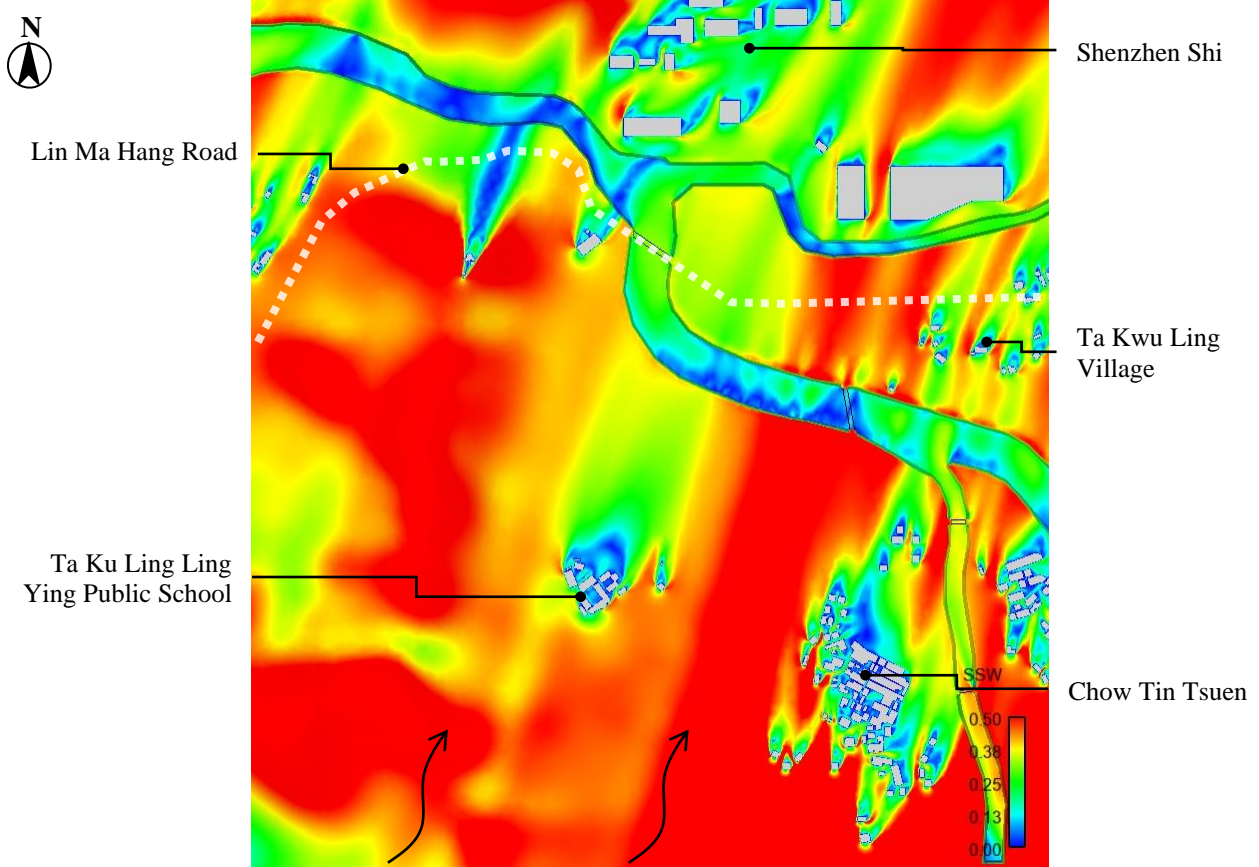 N
Shenzhen Shi
Lin Ma Hang Road
Ta Kwu Ling
Village
Ta Ku Ling Ling
Ying Public School
Chow Tin Tsuen
SSW
0.50
0.38
0.25
0.13
0.00